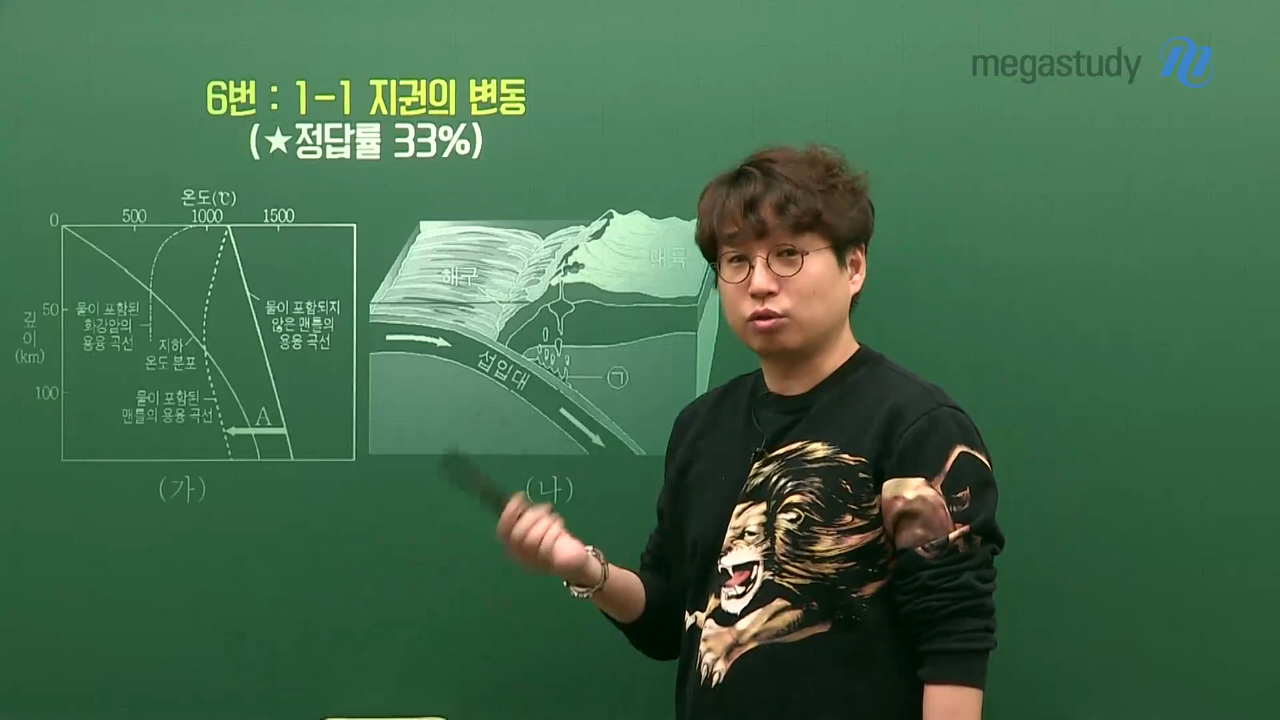 megastudy
6번 : 1-1 지권의 변동
(★정답률 33%)
온도(℃)
0
500
1000
1500
50
100
깊
이
(km)
물이 포함된
화강암의
용융 곡선
지하
온도 분포
물이 포함되지
않은 맨틀의
용융 곡선
물이 포함된
맨틀의 용융 곡선
A
(가)
해구
대륙
섭입대
㉠
(나)